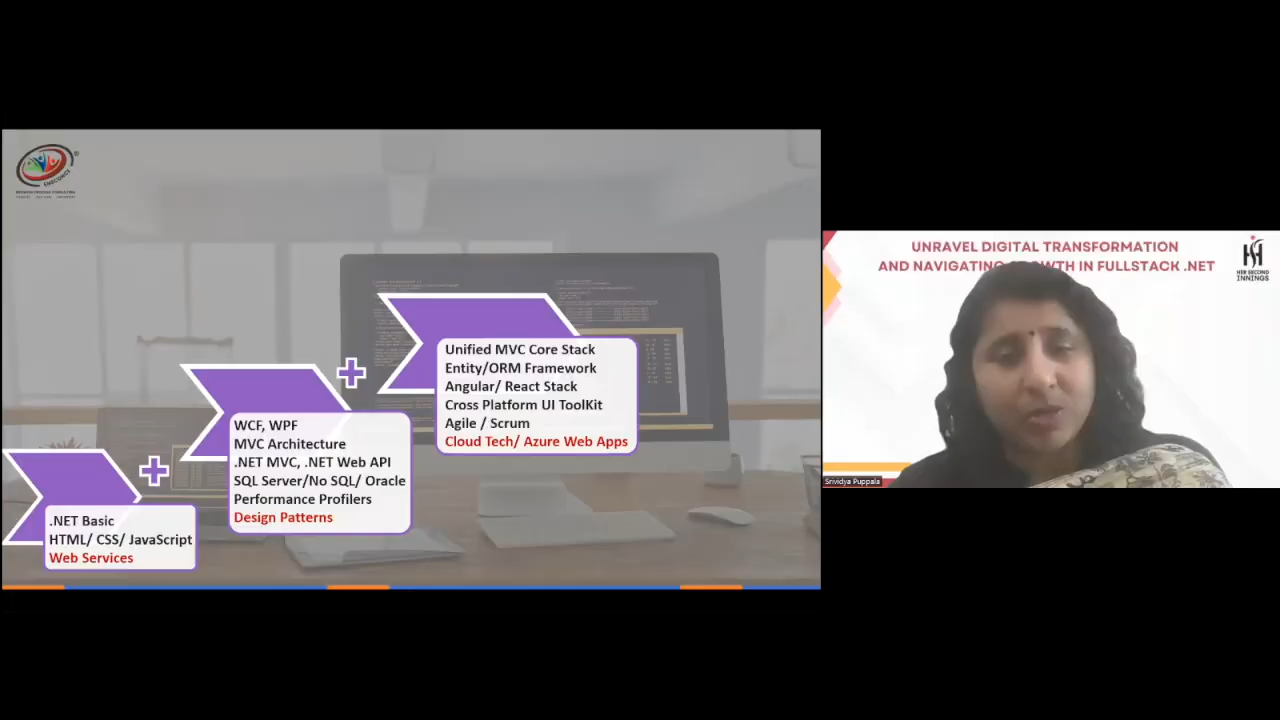 .NET Basic
HTML/ CSS/ JavaScript
Web Services
WCF, WPF
MVC Architecture
.NET MVC, .NET Web API
SQL Server/No SQL/ Oracle
Performance Profilers
Design Patterns
Unified MVC Core Stack
Entity/ORM Framework
Angular/ React Stack
Cross Platform UI ToolKit
Agile / Scrum
Cloud Tech/ Azure Web Apps
UNRAVEL DIGITAL TRANSFORMATION
AND NAVIGATING IN FULLSTACK .NET
HER SECOND
INNINGS
Srividya Puppala